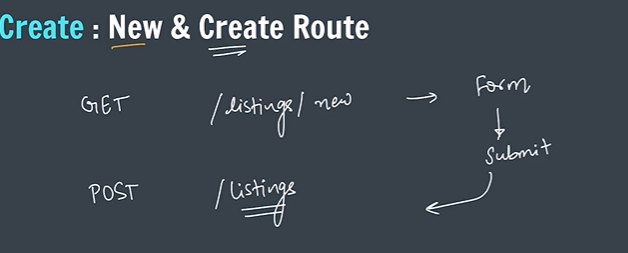 Create : New & Create Route
GET /listings/new → Form
↓
Submit
POST /listings ←